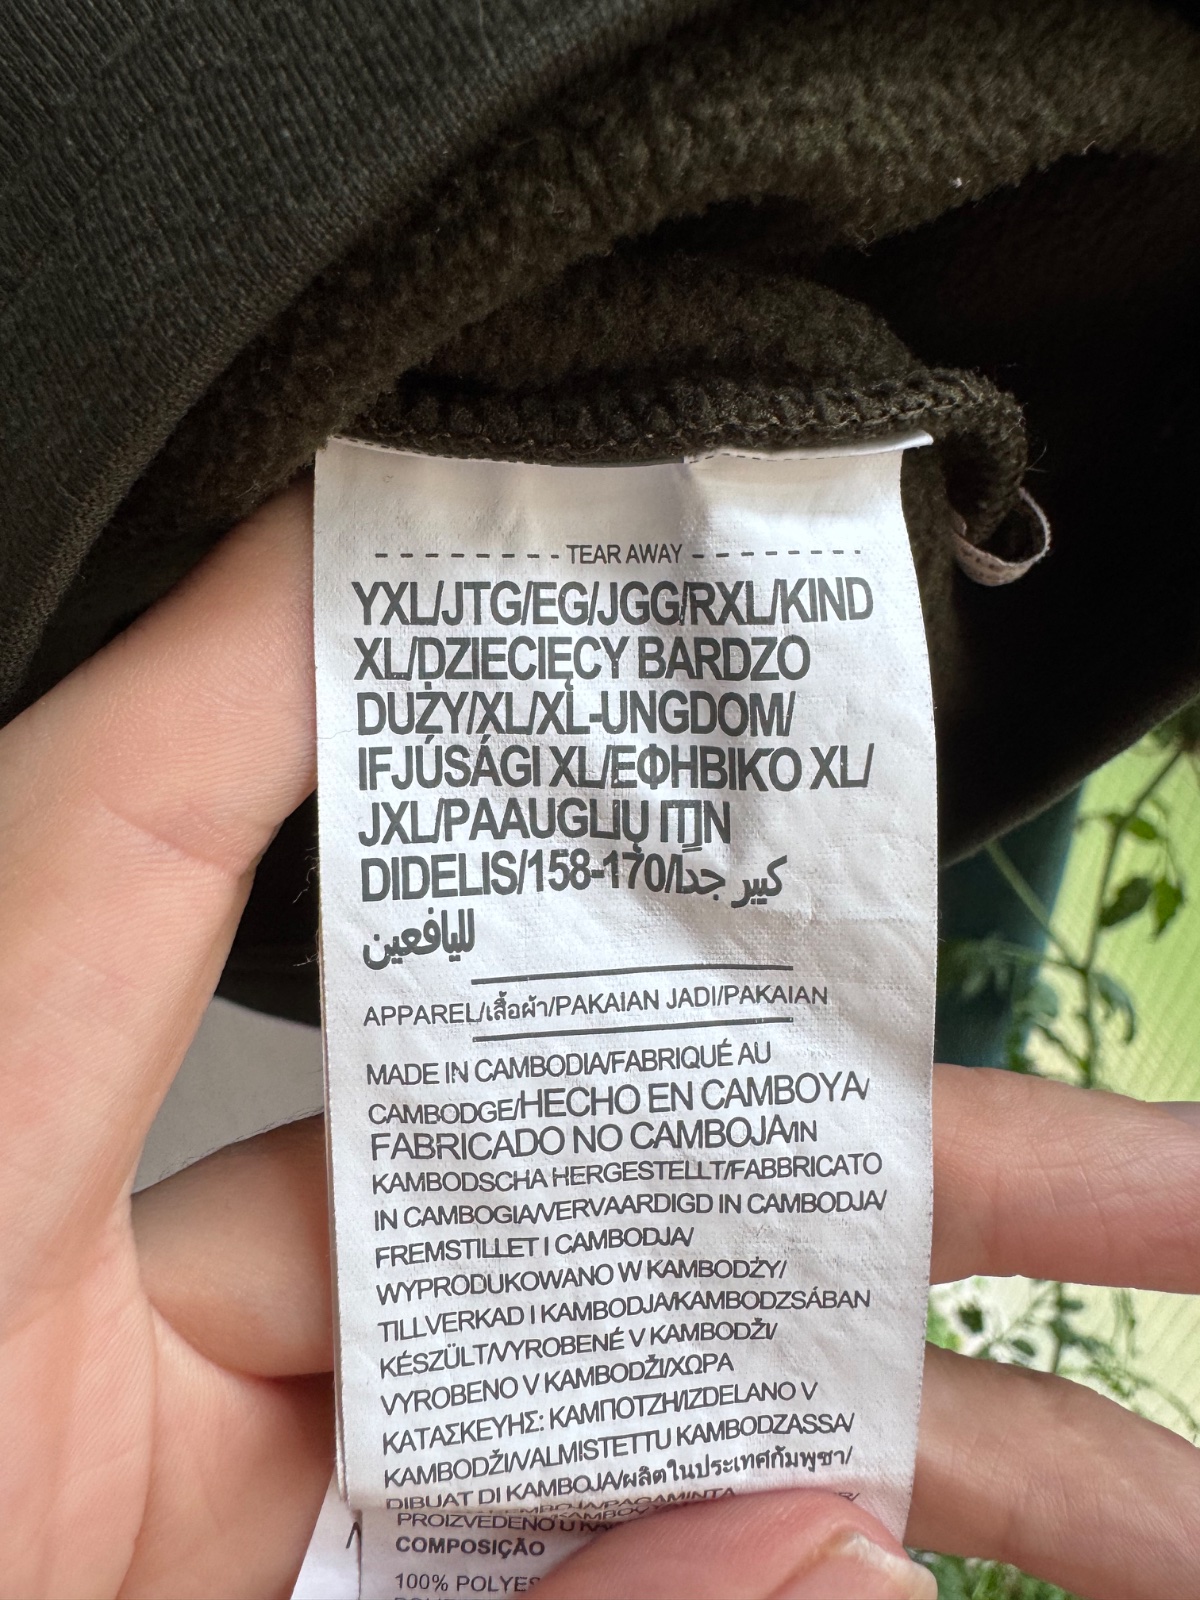 TEAR AWAY
YXL/JTG/EG/JGG/RXL/KIND
XL/DZIECIĘCY BARDZO
DUŻY/XL/XL-UNGDOM/
IFJÚSÁGI XL/ΕΦΗΒΙΚΟ XL/
JXL/PAAUGLIŲ
DIDELIS/158-170/كبير جداً
لليافعين
APPAREL/เสื้อผ้า/PAKAIAN JADI/PAKAIAN
MADE IN CAMBODIA/FABRIQUÉ AU
CAMBODGE/HECHO EN CAMBOYA/
FABRICADO NO CAMBOJA/IN
KAMBODSCHA HERGESTELLT/FABBRICATO
IN CAMBOGIA/VERVAARDIGD IN CAMBODJA/
FREMSTILLET I CAMBODJA/
WYPRODUKOWANO W KAMBODŻY/
TILLVERKAD I KAMBODJA/KAMBODZSÁBAN
KÉSZÜLT/VYROBENÉ V KAMBODŽI/
VYROBENO V KAMBODŽI/ΧΩΡΑ
ΚΑΤΑΣΚΕΥΗΣ: ΚΑΜΠΟΤΖΗ/IZDELANO V
KAMBODŽI/VALMISTETTU KAMBODZASSA/
DIBUAT DI KAMBOJA/ผลิตในประเทศกัมพูชา/
PROIZVEDENO U
COMPOSIÇÃO
100%